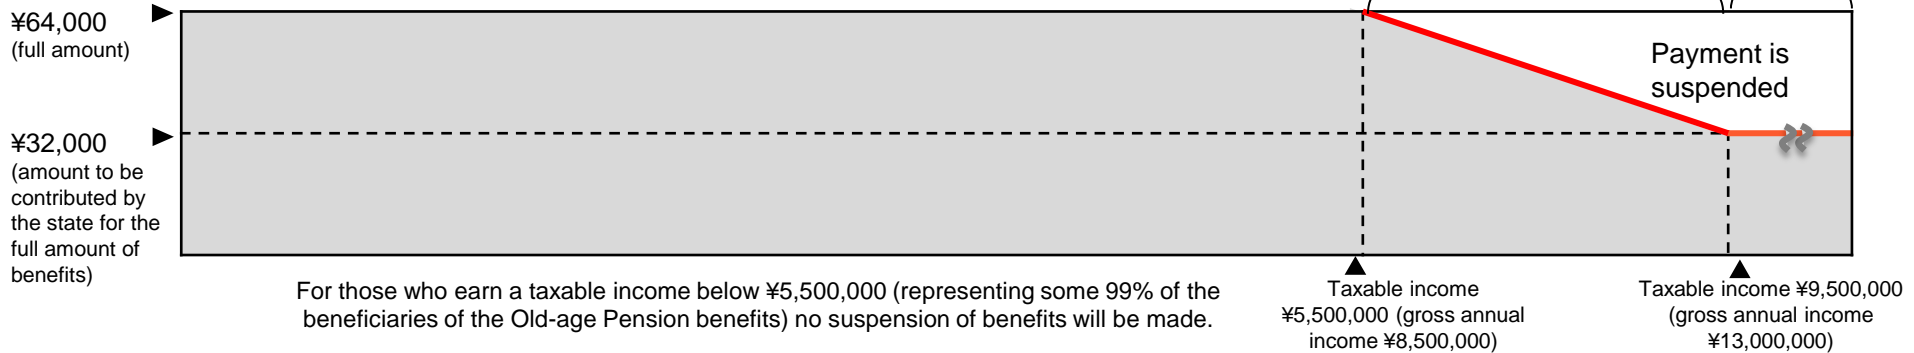 ¥64,000
(full amount)
Payment is
suspended
¥32,000
(amount to be
contributed by
the state for the
full amount of
benefits)
For those who earn a taxable income below ¥5,500,000 (representing some 99% of the
beneficiaries of the Old-age Pension benefits) no suspension of benefits will be made.
Taxable income
¥5,500,000 (gross annual
income ¥8,500,000)
Taxable income ¥9,500,000
(gross annual income
¥13,000,000)